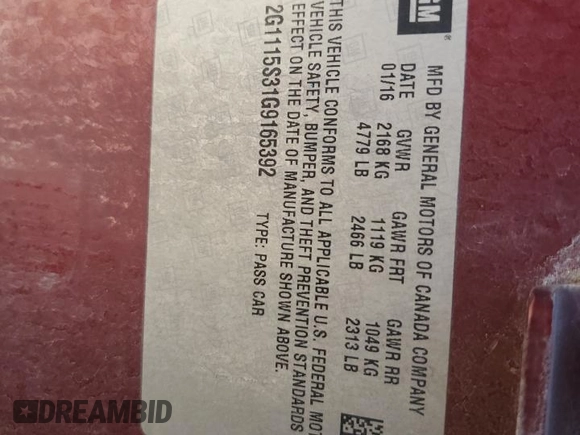 GM ®
MFD BY GENERAL MOTORS OF CANADA COMPANY
DATE GVWR GAWR FRT GAWR RR
01/16 2168 KG 1119 KG 1049 KG
4779 LB 2466 LB 2313 LB
THIS VEHICLE CONFORMS TO ALL APPLICABLE U.S. FEDERAL
VEHICLE SAFETY, BUMPER, AND THEFT PREVENTION STANDARDS
EFFECT ON THE DATE OF MANUFACTURE SHOWN ABOVE.
2G1115S31G9165392 TYPE: PASS CAR
DREAMBID